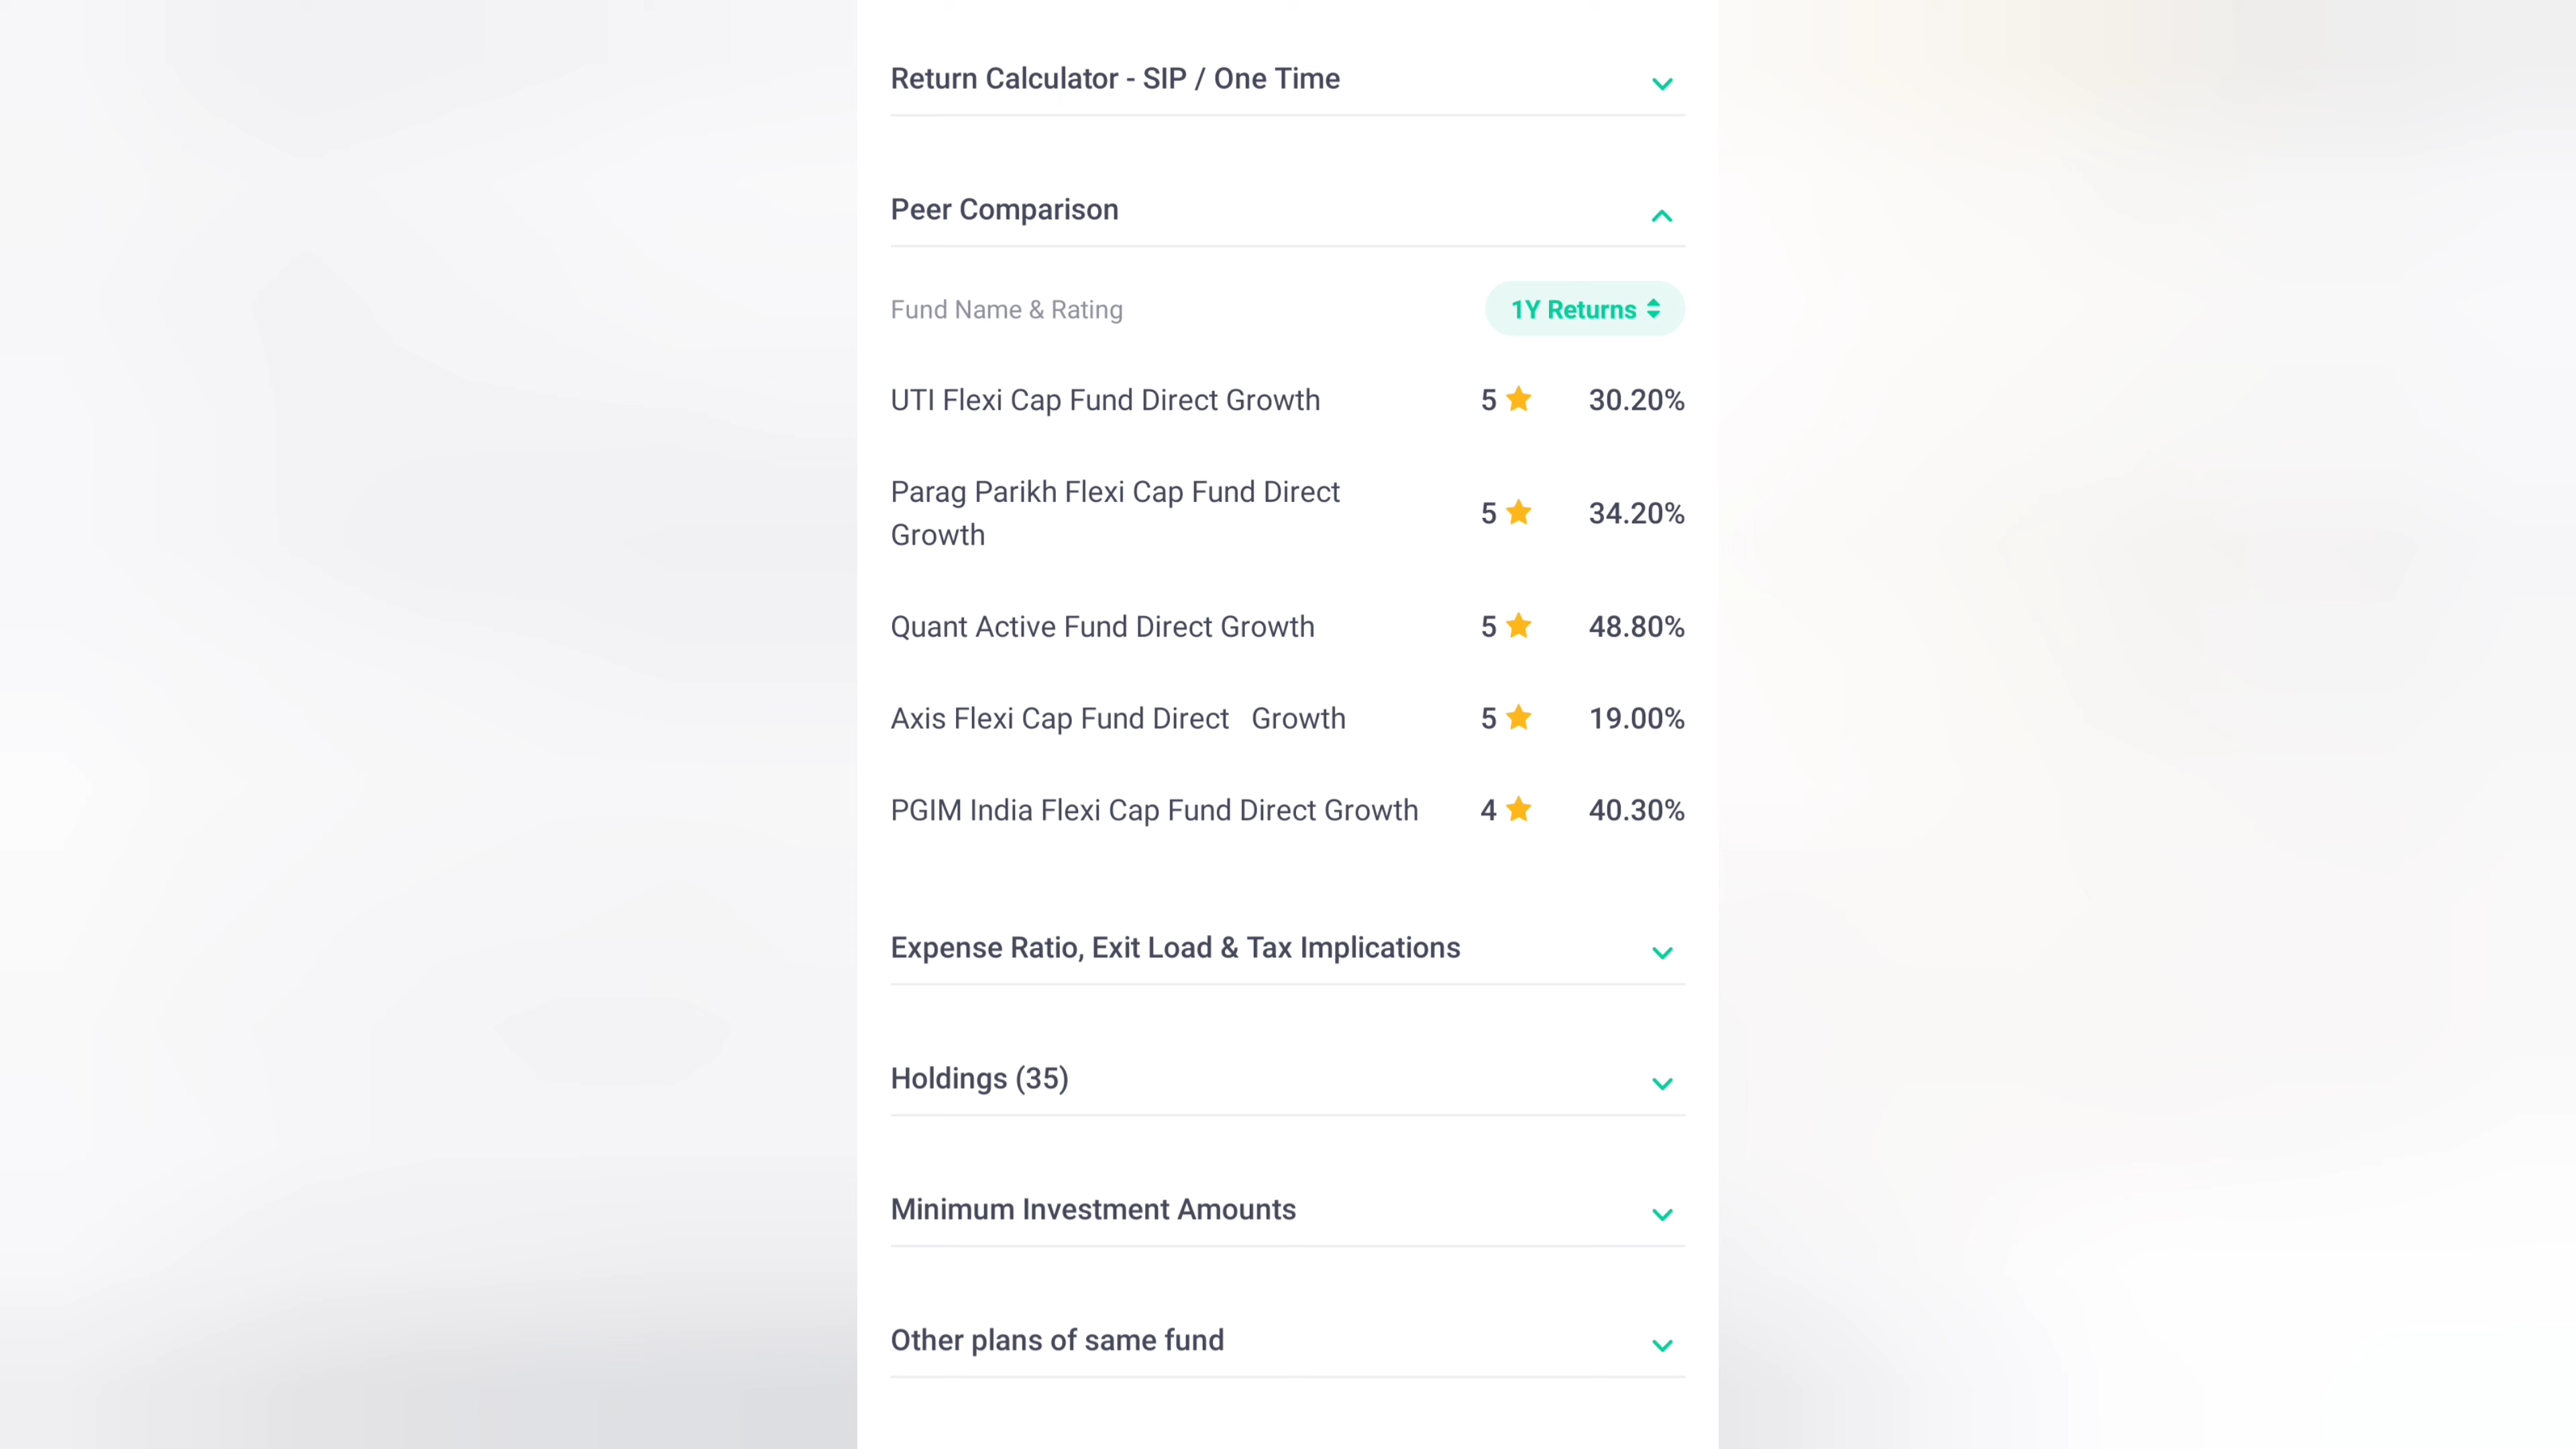 Return Calculator - SIP / One Time
Peer Comparison
Fund Name & Rating 1Y Returns
UTI Flexi Cap Fund Direct Growth 5 30.20%
Parag Parikh Flexi Cap Fund Direct
Growth 5 34.20%
Quant Active Fund Direct Growth 5 48.80%
Axis Flexi Cap Fund Direct Growth 5 19.00%
PGIM India Flexi Cap Fund Direct Growth 4 40.30%
Expense Ratio, Exit Load & Tax Implications
Holdings (35)
Minimum Investment Amounts
Other plans of same fund